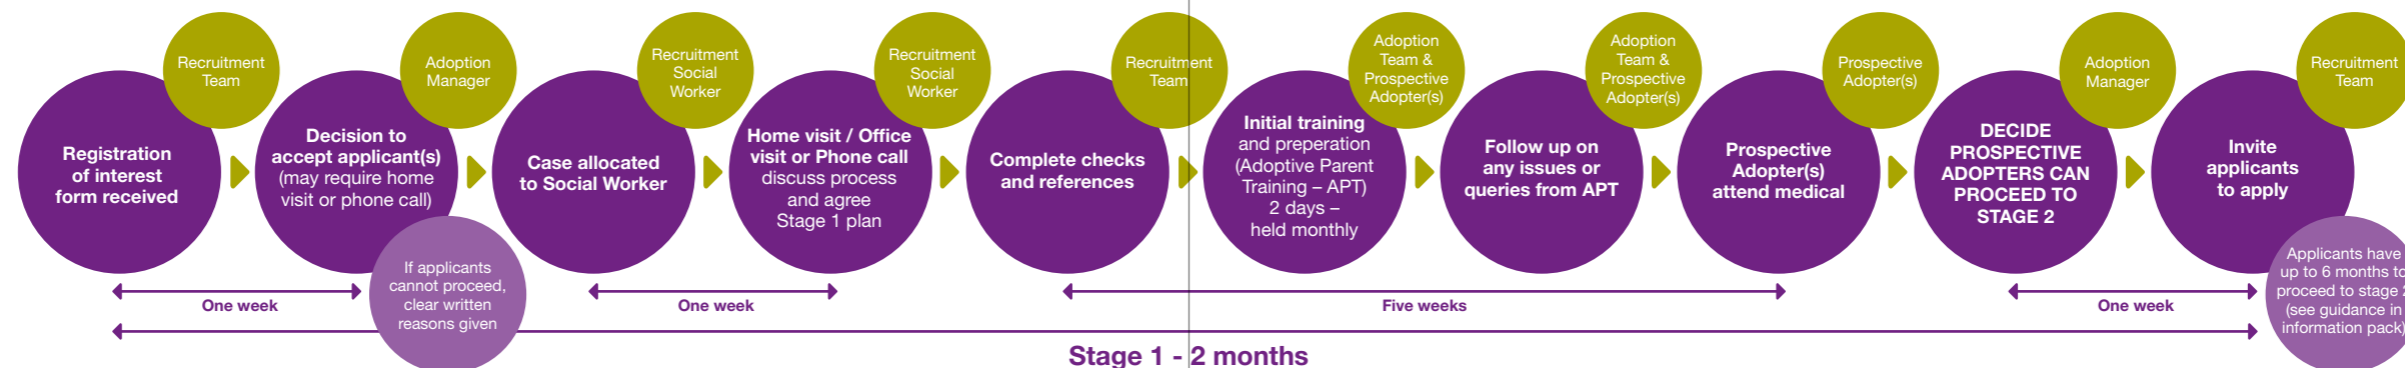 Recruitment
Team
Registration
of interest
form received
Adoption
Manager
Decision to
accept applicant(s)
(may require home
visit or phone call)
If applicants
cannot proceed,
clear written
reasons given
Recruitment
Social
Worker
Case allocated
to Social Worker
Recruitment
Social
Worker
Home visit / Office
visit or Phone call
discuss process
and agree
Stage 1 plan
Recruitment
Team
Complete checks
and references
Adoption
Team &
Prospective
Adopter(s)
Initial training
and preperation
(Adoptive Parent
Training – APT)
2 days –
held monthly
Adoption
Team &
Prospective
Adopter(s)
Follow up on
any issues or
queries from APT
Prospective
Adopter(s)
Prospective
Adopter(s)
attend medical
Adoption
Manager
DECIDE
PROSPECTIVE
ADOPTERS CAN
PROCEED TO
STAGE 2
Recruitment
Team
Invite
applicants
to apply
Applicants have
up to 6 months to
proceed to stage 2
(see guidance in
information pack)
One week
One week
Five weeks
One week
Stage 1 - 2 months